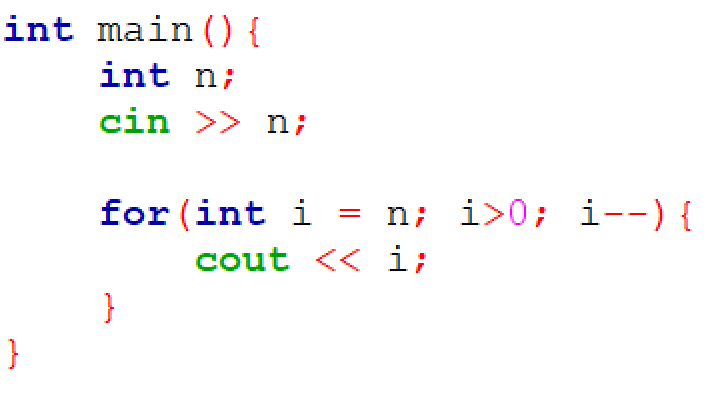 int main(){
    int n;
    cin >> n;

    for(int i = n; i>0; i--){
        cout << i;
    }
}